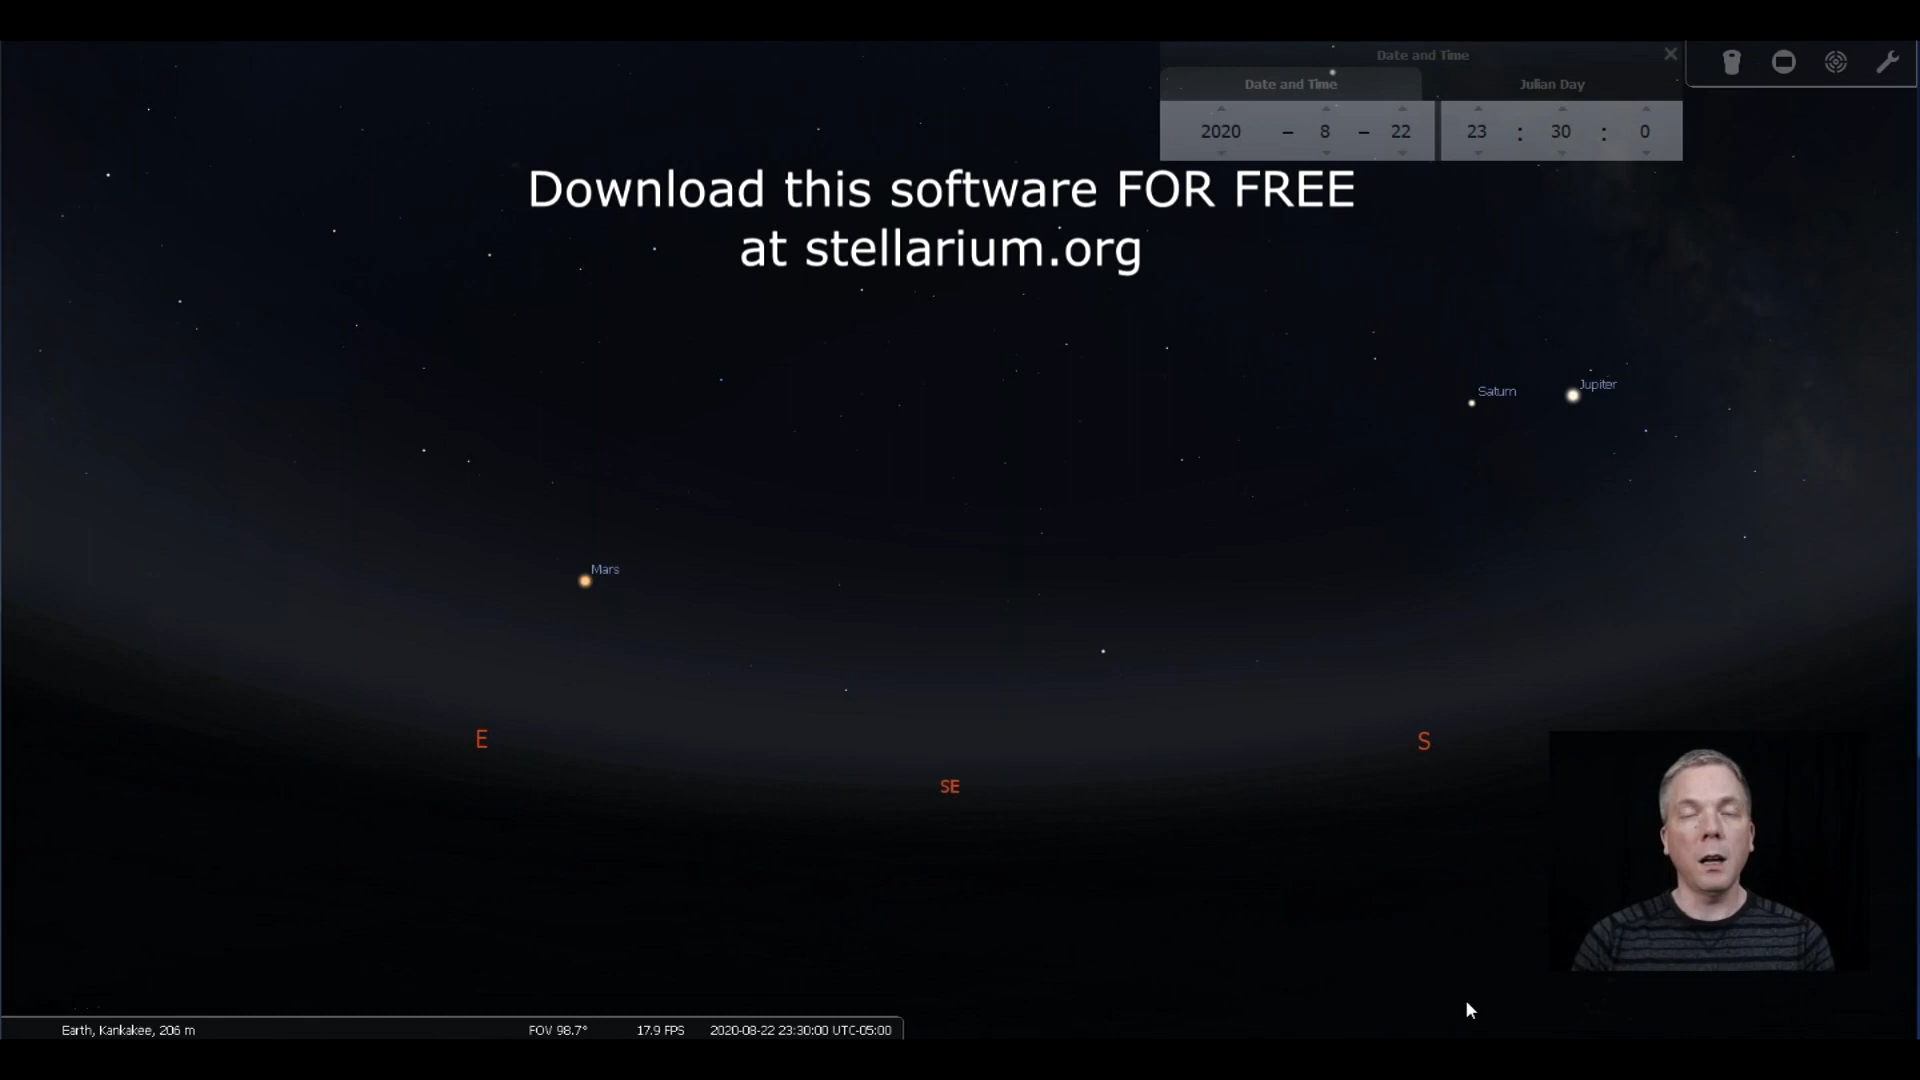 Date and Time
Date and Time Julian Day
2020 – 8 – 22 23 : 30 : 0
Download this software FOR FREE
at stellarium.org
Saturn Jupiter
Mars
E
S
SE
Earth, Kankakee, 206 m FOV 98.7° 17.9 FPS 2020-08-22 23:30:00 UTC-05:00